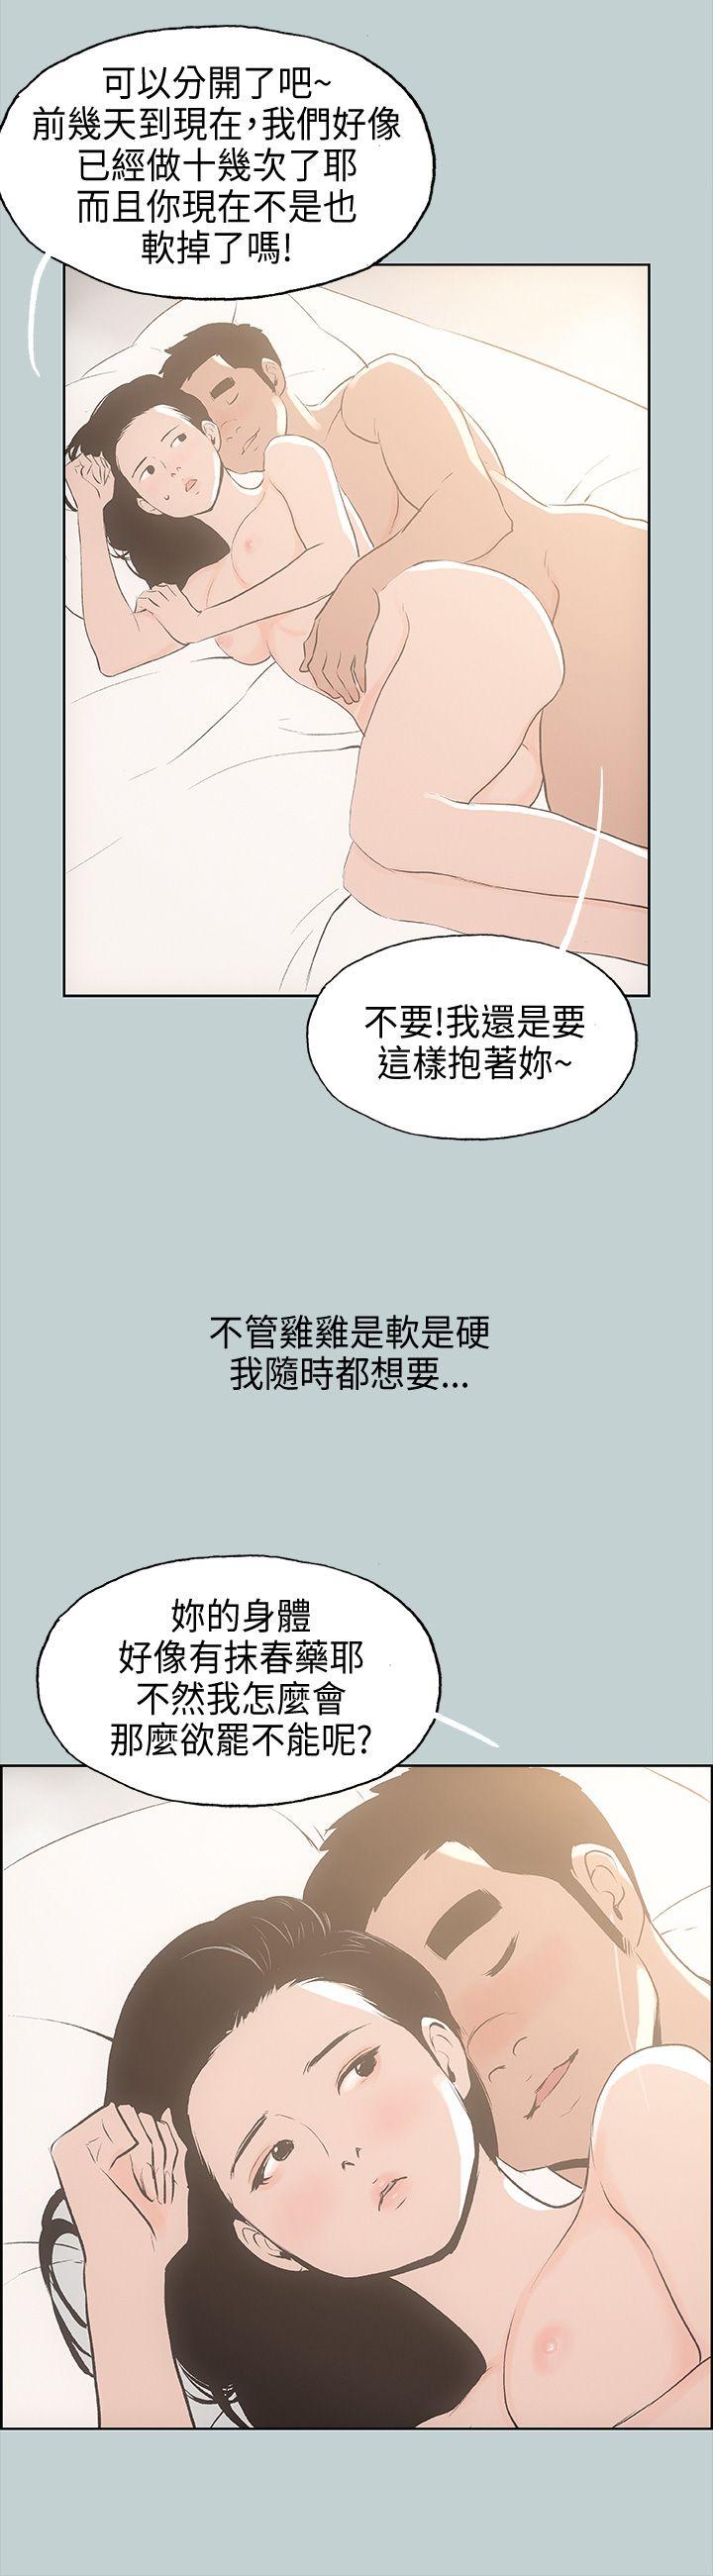 可以分開了吧~
前幾天到現在,我們好像
已經做十幾次了耶
而且你現在不是也
軟掉了嗎!
不要!我還是要
這樣抱著妳~
不管雞雞是軟是硬
我隨時都想要...
妳的身體
好像有抹春藥耶
不然我怎麼會
那麼欲罷不能呢?